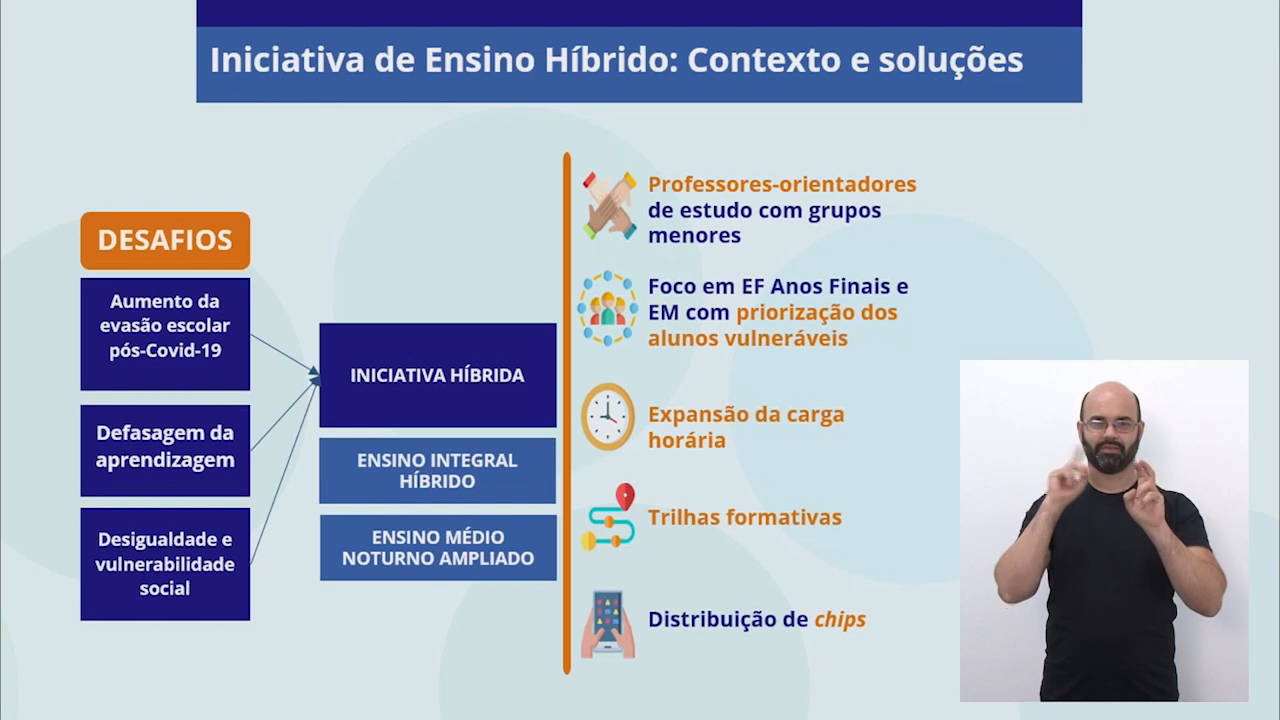 Iniciativa de Ensino Híbrido: Contexto e soluções
DESAFIOS
Aumento da
evasão escolar
pós-Covid-19
Defasagem da
aprendizagem
Desigualdade e
vulnerabilidade
social
INICIATIVA HÍBRIDA
ENSINO INTEGRAL
HÍBRIDO
ENSINO MÉDIO
NOTURNO AMPLIADO
Professores-orientadores
de estudo com grupos
menores
Foco em EF Anos Finais e
EM com priorização dos
alunos vulneráveis
Expansão da carga
horária
Trilhas formativas
Distribuição de chips